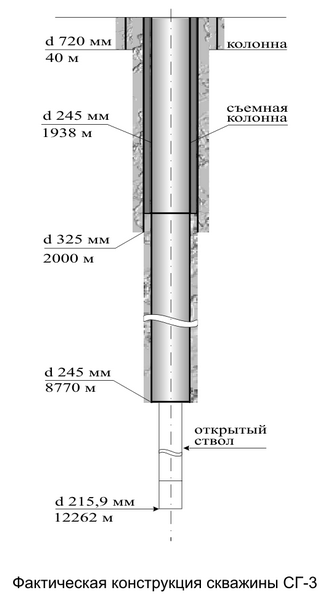 d 720 мм
40 м
колонна
съемная
колонна
d 245 мм
1938 м
d 325 мм
2000 м
d 245 мм
8770 м
открытый
ствол
d 215,9 мм
12262 м
Фактическая конструкция скважины СГ-3